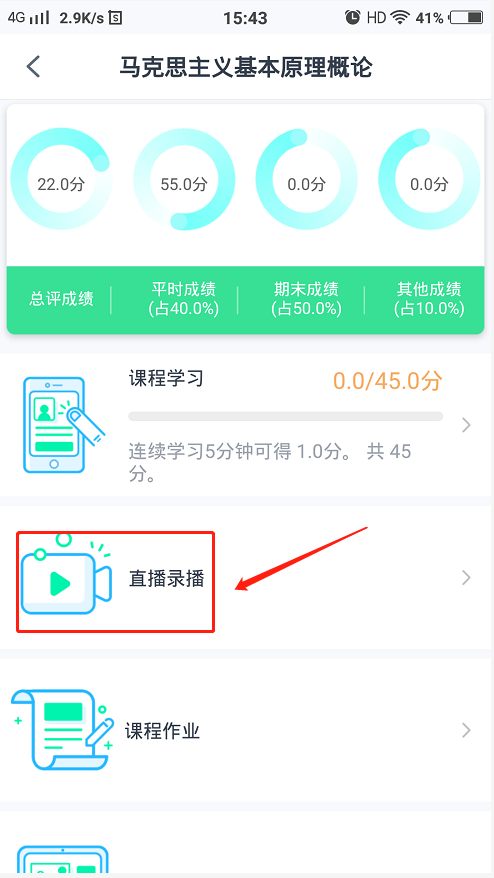 4G 2.9K/s 15:43 HD 41%
马克思主义基本原理概论
22.0分 55.0分 0.0分 0.0分
总评成绩 平时成绩 期末成绩 其他成绩
(占40.0%) (占50.0%) (占10.0%)
课程学习 0.0/45.0分
连续学习5分钟可得 1.0分。 共 45
分。
直播录播
课程作业